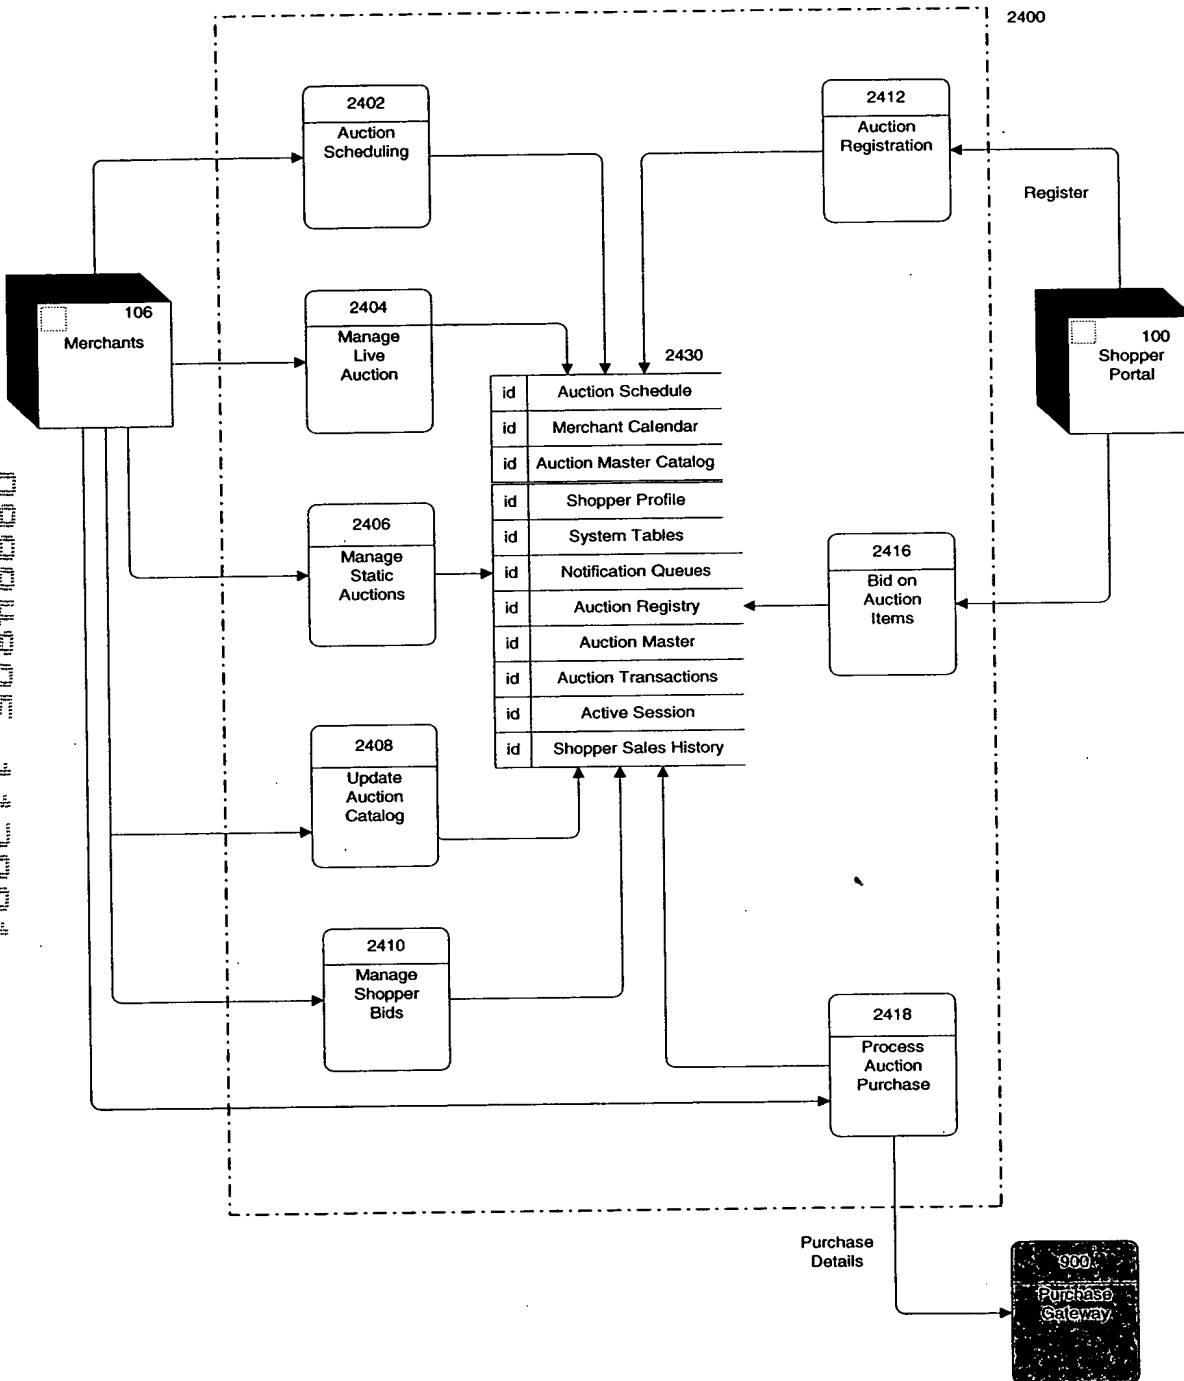 2400
2402
Auction
Scheduling
2412
Auction
Registration
Register
106
Merchants
2404
Manage
Live
Auction
100
Shopper
Portal
2430
id Auction Schedule
id Merchant Calendar
id Auction Master Catalog
id Shopper Profile
id System Tables
id Notification Queues
id Auction Registry
id Auction Master
id Auction Transactions
id Active Session
id Shopper Sales History
2406
Manage
Static
Auctions
2416
Bid on
Auction
Items
2408
Update
Auction
Catalog
2410
Manage
Shopper
Bids
2418
Process
Auction
Purchase
Purchase
Details
900
Purchase
Gateway